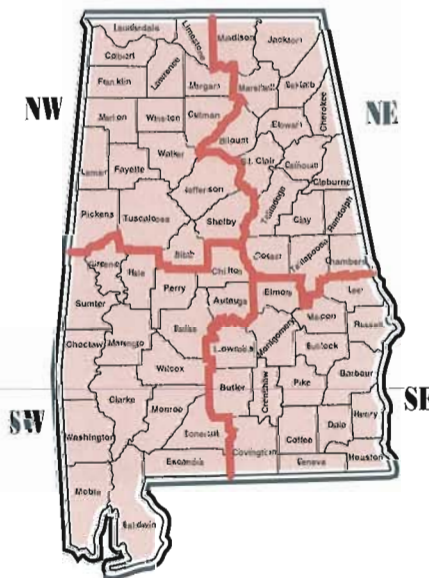 Lauderdale
Limestone
Madison
Jackson
Colbert
Franklin
Lawrence
Morgan
Marshall
DeKalb
NW
NE
Marion
Winston
Cullman
Etowah
Cherokee
Blount
Walker
Lamar
Fayette
St. Clair
Calhoun
Jefferson
Cleburne
Talladega
Pickens
Tuscaloosa
Shelby
Clay
Randolph
Bibb
Coosa
Tallapoosa
Chambers
Greene
Hale
Chilton
Perry
Elmore
Lee
Sumter
Autauga
Macon
Russell
Dallas
Montgomery
Choctaw
Marengo
Lowndes
Bullock
Wilcox
Butler
Crenshaw
Pike
Barbour
SW
SE
Clarke
Monroe
Henry
Dale
Washington
Conecuh
Coffee
Covington
Escambia
Geneva
Houston
Mobile
Baldwin